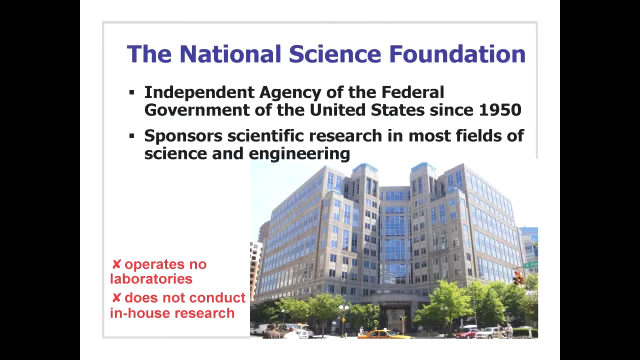 The National Science Foundation
▪ Independent Agency of the Federal
Government of the United States since 1950
▪ Sponsors scientific research in most fields of
science and engineering
✘ operates no
laboratories
✘ does not conduct
in-house research